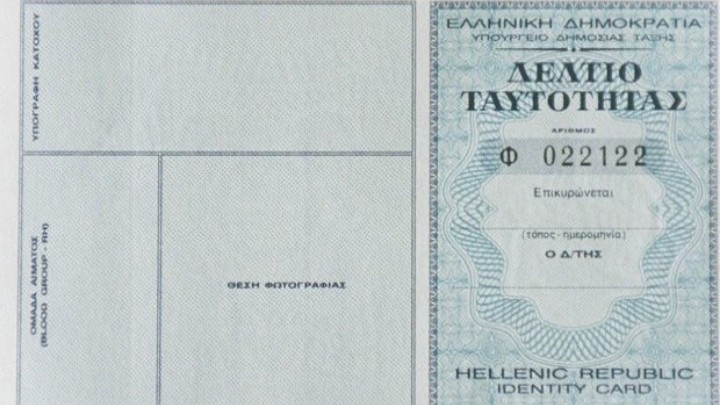 ΥΠΟΓΡΑΦΗ ΚΑΤΟΧΟΥ
ΟΜΑΔΑ ΑΙΜΑΤΟΣ
(BLOOD GROUP - RH)
ΘΕΣΗ ΦΩΤΟΓΡΑΦΙΑΣ
ΕΛΛΗΝΙΚΗ ΔΗΜΟΚΡΑΤΙΑ
ΥΠΟΥΡΓΕΙΟ ΔΗΜΟΣΙΑΣ ΤΑΞΗΣ
ΔΕΛΤΙΟ
ΤΑΥΤΟΤΗΤΑΣ
ΑΡΙΘΜΟΣ
Φ 022122
Επικυρώνεται
(τόπος - ημερομηνία)
Ο Δ/ΤΗΣ
HELLENIC REPUBLIC
IDENTITY CARD